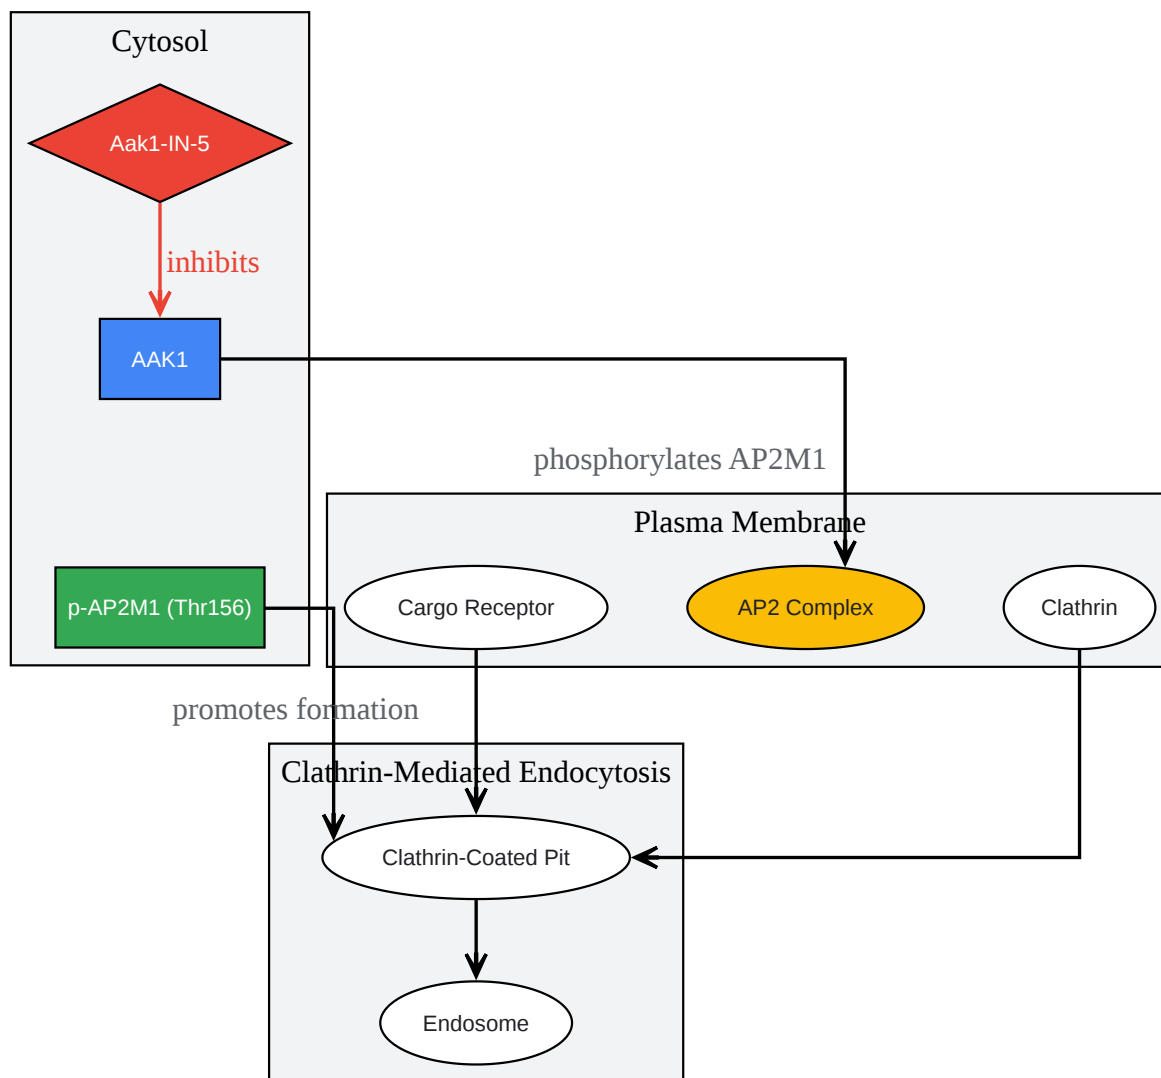 Cytosol
Aak1-IN-5
inhibits
AAK1
phosphorylates AP2M1
Plasma Membrane
p-AP2M1 (Thr156)
Cargo Receptor
AP2 Complex
Clathrin
promotes formation
Clathrin-Mediated Endocytosis
Clathrin-Coated Pit
Endosome